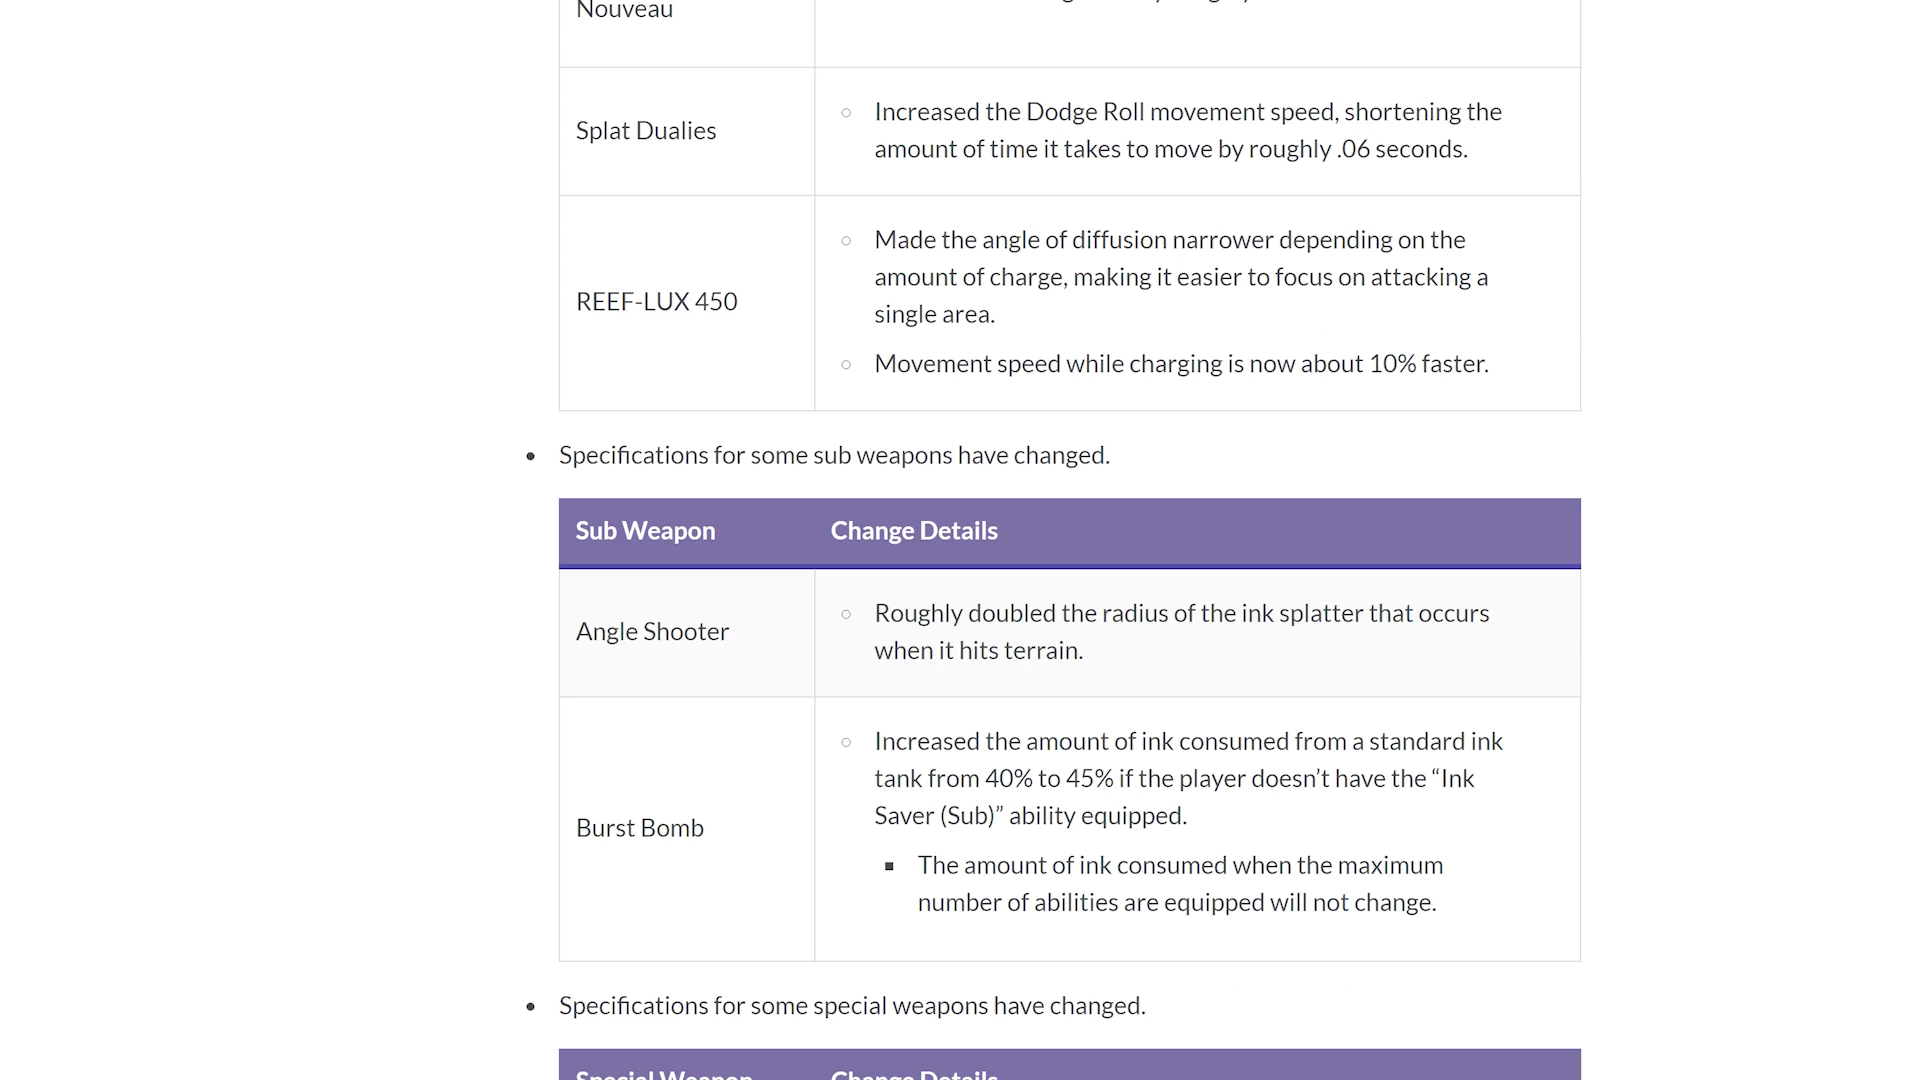 Nouveau
Splat Dualies
Increased the Dodge Roll movement speed, shortening the
amount of time it takes to move by roughly .06 seconds.
REEF-LUX 450
Made the angle of diffusion narrower depending on the
amount of charge, making it easier to focus on attacking a
single area.
Movement speed while charging is now about 10% faster.
Specifications for some sub weapons have changed.
Sub Weapon
Change Details
Angle Shooter
Roughly doubled the radius of the ink splatter that occurs
when it hits terrain.
Burst Bomb
Increased the amount of ink consumed from a standard ink
tank from 40% to 45% if the player doesn’t have the “Ink
Saver (Sub)” ability equipped.
The amount of ink consumed when the maximum
number of abilities are equipped will not change.
Specifications for some special weapons have changed.
Special Weapon
Change Details